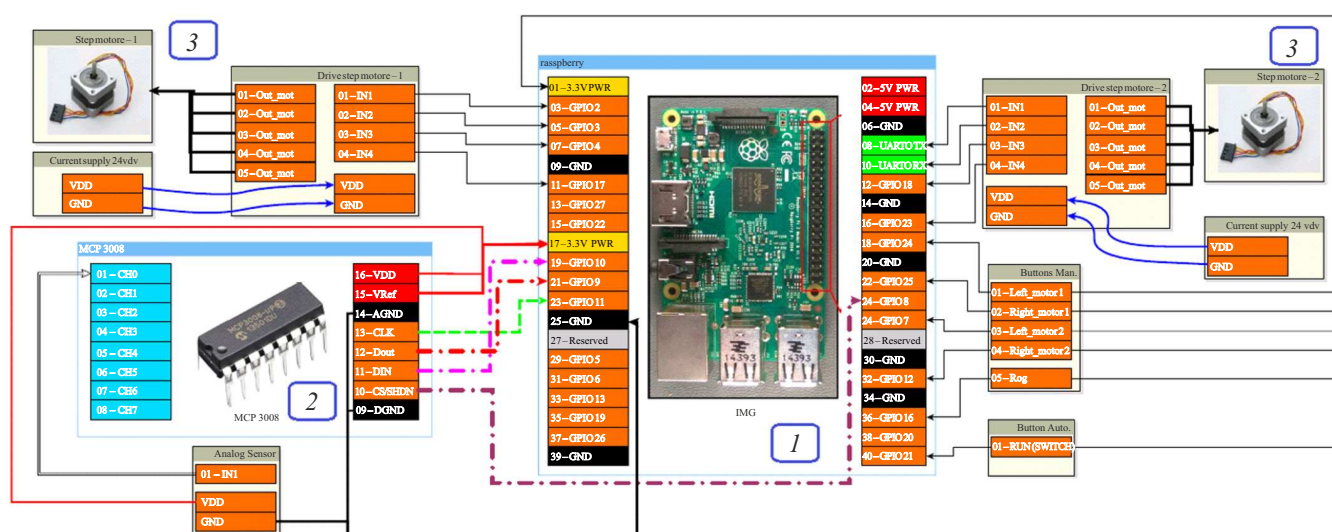 3
Step motore – 1
Drive step motore – 1
01 – Out_mot
02 – Out_mot
03 – Out_mot
04 – Out_mot
05 – Out_mot
01 – IN1
02 – IN2
03 – IN3
04 – IN4
VDD
GND
Current supply 24vdv
VDD
GND
raspberry
01 – 3.3V PWR
03 – GPIO 2
05 – GPIO 3
07 – GPIO 4
09 – GND
11 – GPIO 17
13 – GPIO 27
15 – GPIO 22
17 – 3.3V PWR
19 – GPIO 10
21 – GPIO 9
23 – GPIO 11
25 – GND
27 – Reserved
29 – GPIO 5
31 – GPIO 6
33 – GPIO 13
35 – GPIO 19
37 – GPIO 26
39 – GND
HDMI
14393
14393
IMG
1
02 – 5V PWR
04 – 5V PWR
06 – GND
08 – UARTO TX
10 – UARTO RX
12 – GPIO 18
14 – GND
16 – GPIO 23
18 – GPIO 24
20 – GND
22 – GPIO 25
24 – GPIO 8
24 – GPIO 7
28 – Reserved
30 – GND
32 – GPIO 12
34 – GND
36 – GPIO 16
38 – GPIO 20
40 – GPIO 21
3
Step motore – 2
Drive step motore – 2
01 – IN1
02 – IN2
03 – IN3
04 – IN4
VDD
GND
01 – Out_mot
02 – Out_mot
03 – Out_mot
04 – Out_mot
05 – Out_mot
Current supply 24 vdv
VDD
GND
Buttons Man.
01 – Left_motor1
02 – Right_motor1
03 – Left_motor2
04 – Right_motor2
05 – Rog
Button Auto.
01 – RUN (SWITCH)
MCP 3008
01 – CH0
02 – CH1
03 – CH2
04 – CH3
05 – CH4
06 – CH5
07 – CH6
08 – CH7
MCP 3008
2
16 – VDD
15 – VRef
14 – AGND
13 – CLK
12 – Dout
11 – DIN
10 – CS/SHDN
09 – DGND
Analog Sensor
01 – IN1
VDD
GND